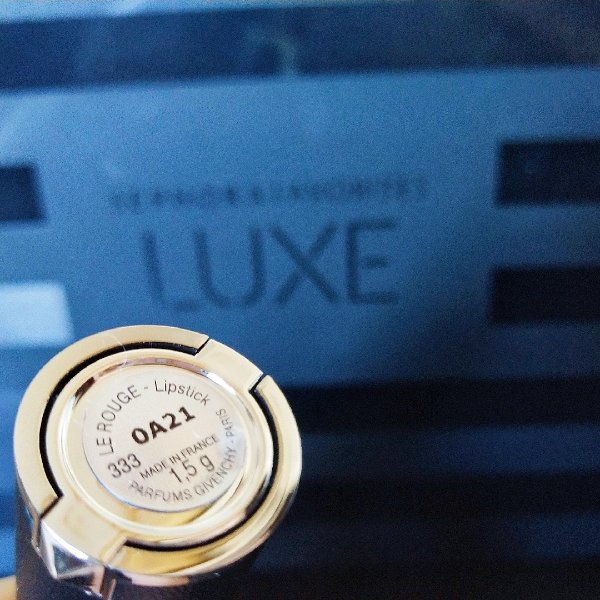 SEPHORA FAVORITES
LUXE
LE ROUGE - Lipstick
333
0A21
MADE IN FRANCE
1,5 g
PARFUMS GIVENCHY - PARIS